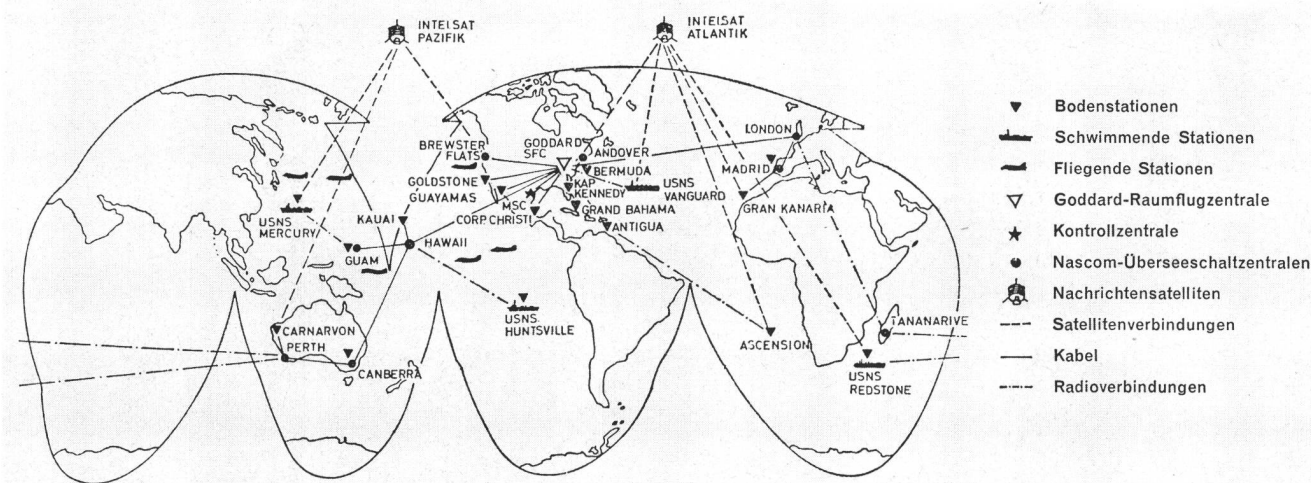 INTELSAT
PAZIFIK
INTELSAT
ATLANTIK
BREWSTER
FLATS
GODDARD
SFC
ANDOVER
LONDON
GOLDSTONE
GUAYAMAS
BERMUDA
MADRID
KAP
KENNEDY
USNS
VANGUARD
MSC
CORP CHRISTI
GRAND BAHAMA
GRAN KANARIA
ANTIGUA
USNS
MERCURY
KAUAI
HAWAII
GUAM
USNS
HUNTSVILLE
CARNARVON
PERTH
CANBERRA
ASCENSION
TANANARIVE
USNS
REDSTONE
Bodenstationen
Schwimmende Stationen
Fliegende Stationen
Goddard-Raumflugzentrale
Kontrollzentrale
Nascom-Überseeschaltzentralen
Nachrichtensatelliten
Satellitenverbindungen
Kabel
Radioverbindungen